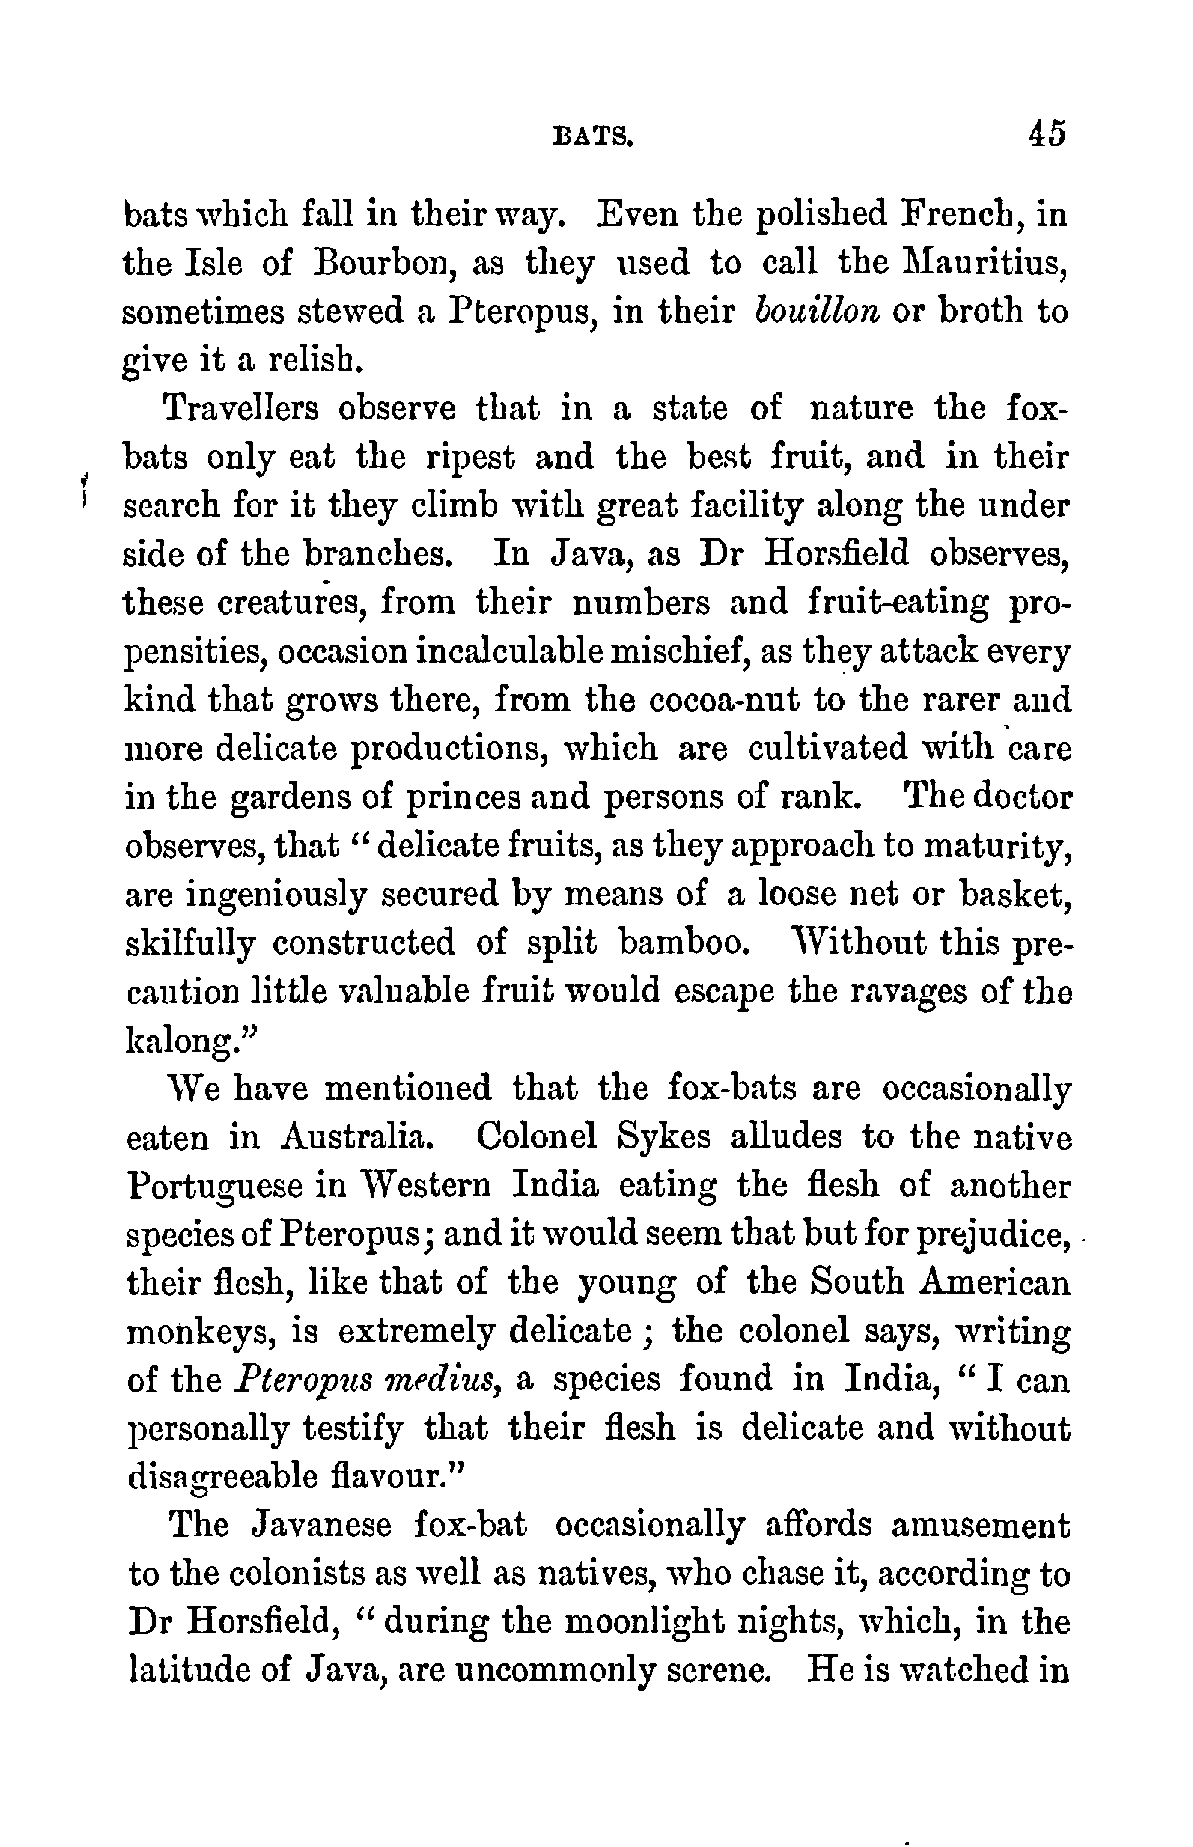 BATS. 45
bats which fall in their way. Even the polished French, in
the Isle of Bourbon, as they used to call the Mauritius,
sometimes stewed a Pteropus, in their bouillon or broth to
give it a relish.
Travellers observe that in a state of nature the fox-
bats only eat the ripest and the best fruit, and in their
search for it they climb with great facility along the under
side of the branches. In Java, as Dr Horsfield observes,
these creatures, from their numbers and fruit-eating pro-
pensities, occasion incalculable mischief, as they attack every
kind that grows there, from the cocoa-nut to the rarer and
more delicate productions, which are cultivated with care
in the gardens of princes and persons of rank. The doctor
observes, that “ delicate fruits, as they approach to maturity,
are ingeniously secured by means of a loose net or basket,
skilfully constructed of split bamboo. Without this pre-
caution little valuable fruit would escape the ravages of the
kalong.”
We have mentioned that the fox-bats are occasionally
eaten in Australia. Colonel Sykes alludes to the native
Portuguese in Western India eating the flesh of another
species of Pteropus; and it would seem that but for prejudice,
their flesh, like that of the young of the South American
monkeys, is extremely delicate ; the colonel says, writing
of the Pteropus medius, a species found in India, “ I can
personally testify that their flesh is delicate and without
disagreeable flavour.”
The Javanese fox-bat occasionally affords amusement
to the colonists as well as natives, who chase it, according to
Dr Horsfield, “ during the moonlight nights, which, in the
latitude of Java, are uncommonly serene. He is watched in